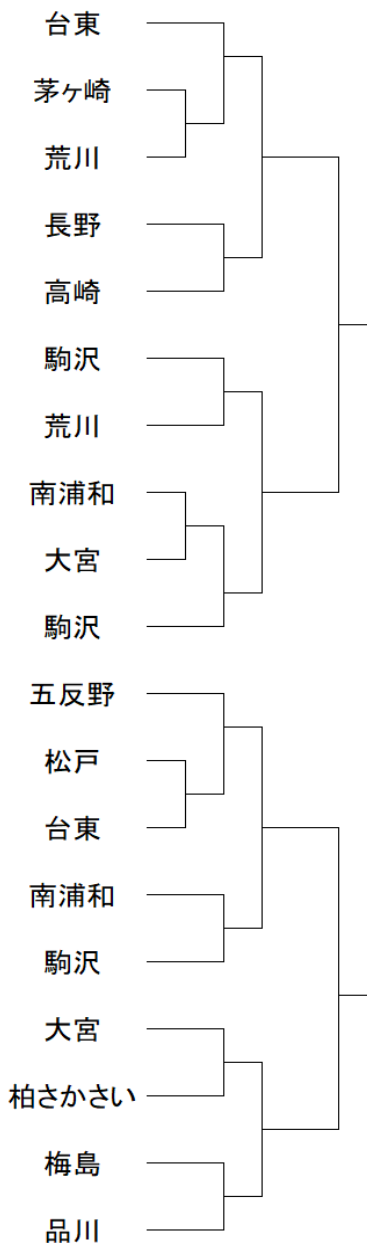 台東
茅ヶ崎
荒川
長野
高崎
駒沢
荒川
南浦和
大宮
駒沢
五反野
松戸
台東
南浦和
駒沢
大宮
柏さかさい
梅島
品川